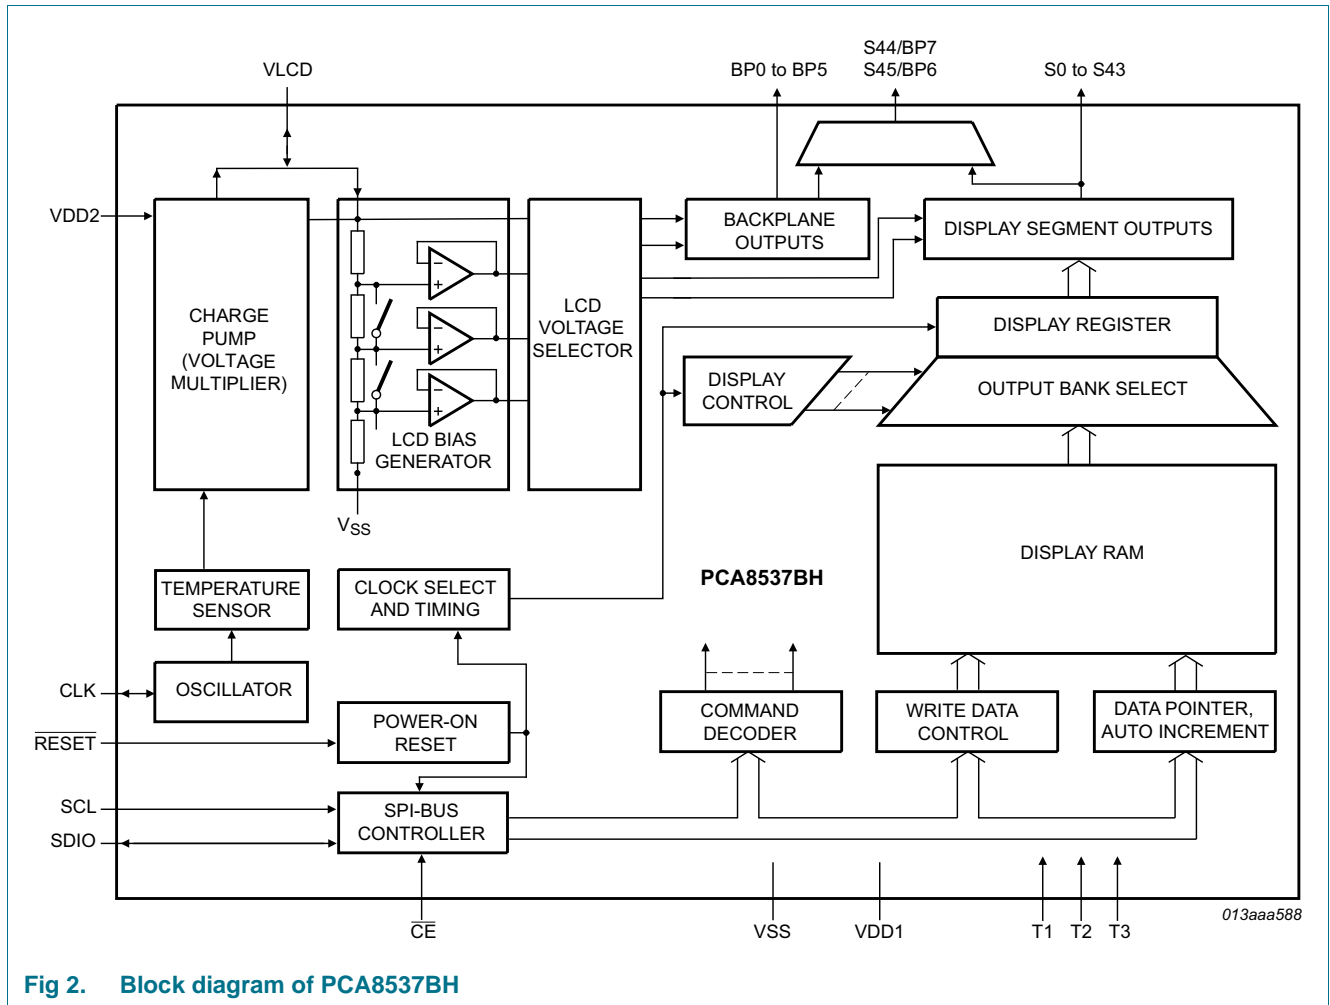 S44/BP7
VLCD
BP0 to BP5
S45/BP6
S0 to S43
VDD2
BACKPLANE
OUTPUTS
DISPLAY SEGMENT OUTPUTS
CHARGE
PUMP
(VOLTAGE
MULTIPLIER)
−
+
−
+
−
+
LCD BIAS
GENERATOR
VSS
LCD
VOLTAGE
SELECTOR
DISPLAY REGISTER
DISPLAY
CONTROL
OUTPUT BANK SELECT
DISPLAY RAM
PCA8537BH
TEMPERATURE
SENSOR
CLOCK SELECT
AND TIMING
CLK
OSCILLATOR
RESET
POWER-ON
RESET
COMMAND
DECODER
WRITE DATA
CONTROL
DATA POINTER,
AUTO INCREMENT
SCL
SDIO
SPI-BUS
CONTROLLER
CE
VSS
VDD1
T1
T2
T3
013aaa588
Fig 2. Block diagram of PCA8537BH